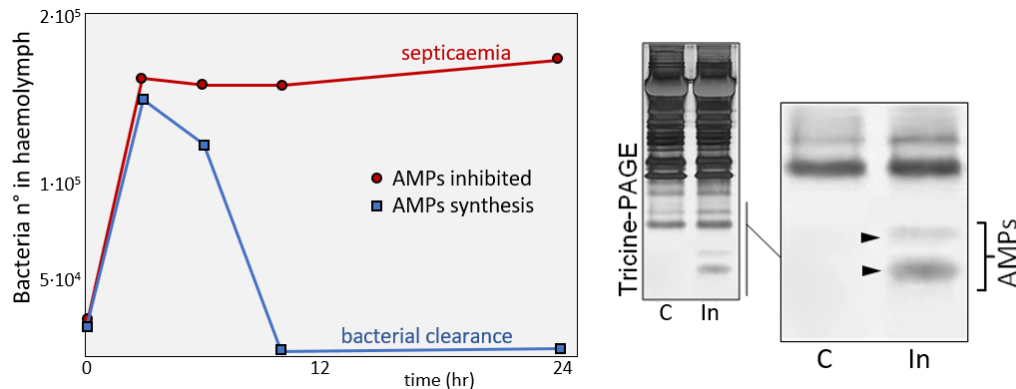 2·10⁵
1·10⁵
5·10⁴
Bacteria n° in haemolymph
septicaemia
AMPs inhibited
AMPs synthesis
bacterial clearance
0
12
24
time (hr)
Tricine-PAGE
C
In
C
In
AMPs